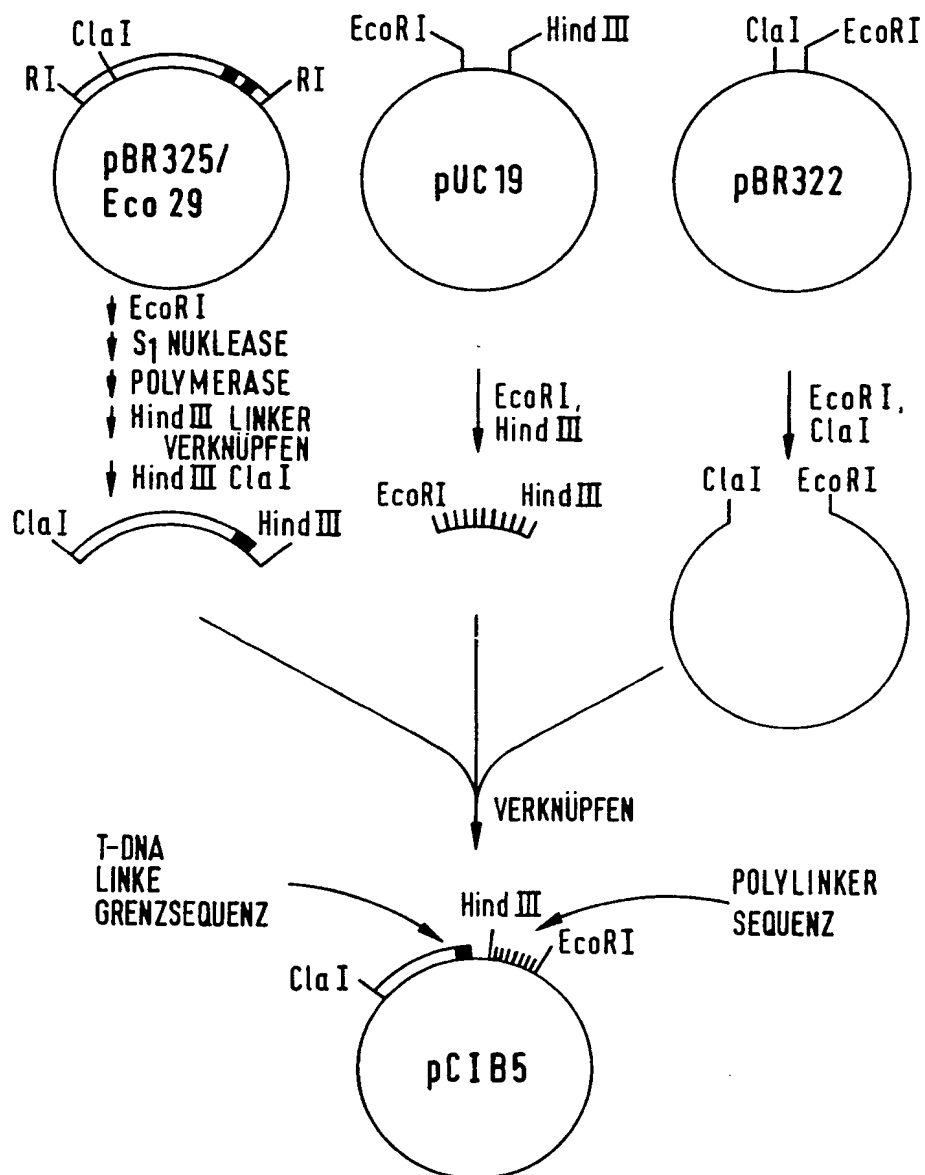 ClaI
RI
RI
pBR325/
Eco 29
EcoRI
HindIII
pUC19
ClaI
EcoRI
pBR322
EcoRI
S1 NUKLEASE
POLYMERASE
HindIII LINKER
VERKNÜPFEN
HindIII ClaI
EcoRI,
HindIII
EcoRI,
ClaI
ClaI
HindIII
EcoRI
HindIII
ClaI
EcoRI
VERKNÜPFEN
T-DNA
LINKE
GRENZSEQUENZ
POLYLINKER
SEQUENZ
HindIII
EcoRI
ClaI
pCIB5